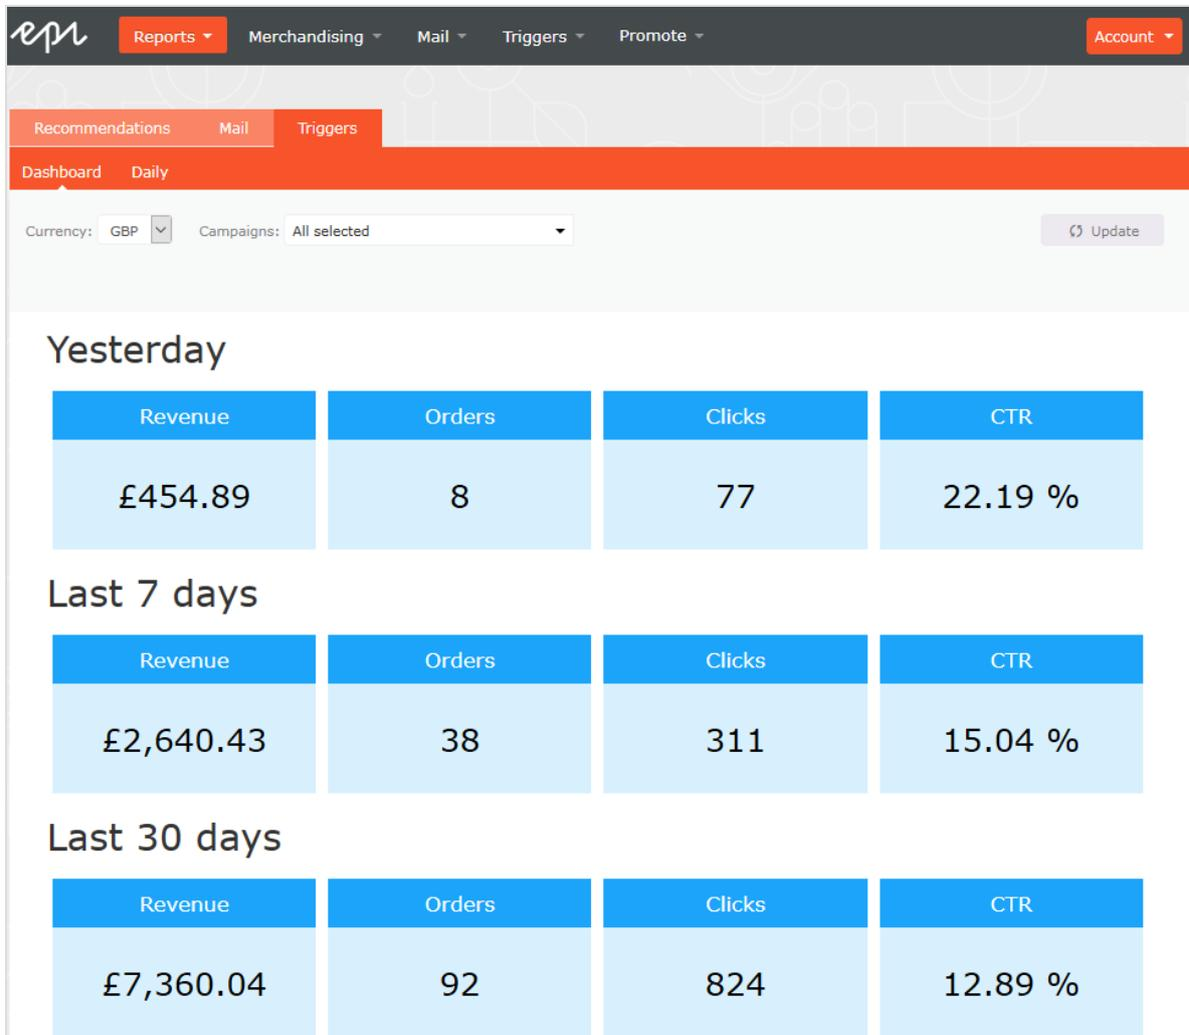 epi Reports Merchandising Mail Triggers Promote Account
Recommendations Mail Triggers
Dashboard Daily
Currency: GBP Campaigns: All selected Update
Yesterday
Revenue Orders Clicks CTR
£454.89 8 77 22.19 %
Last 7 days
Revenue Orders Clicks CTR
£2,640.43 38 311 15.04 %
Last 30 days
Revenue Orders Clicks CTR
£7,360.04 92 824 12.89 %